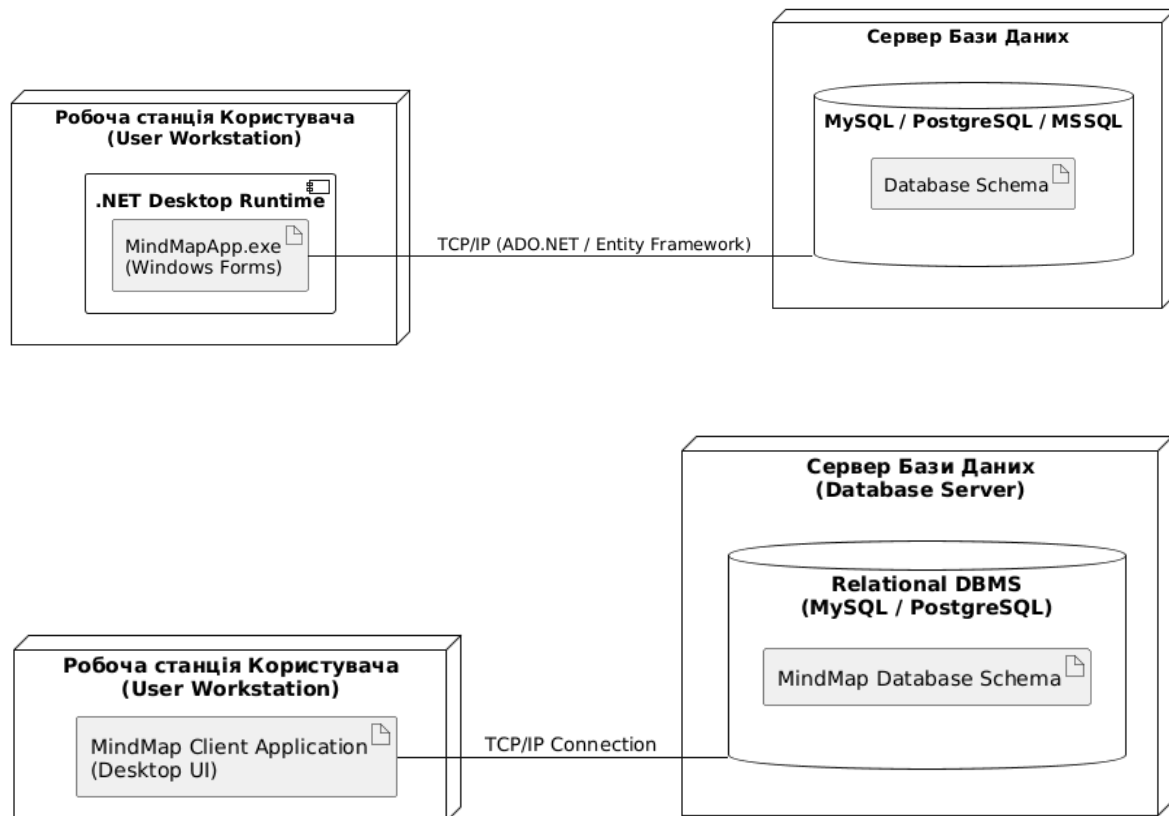 Сервер Бази Даних
MySQL / PostgreSQL / MSSQL
Database Schema
Робоча станція Користувача
(User Workstation)
.NET Desktop Runtime
MindMapApp.exe
(Windows Forms)
TCP/IP (ADO.NET / Entity Framework)
Сервер Бази Даних
(Database Server)
Relational DBMS
(MySQL / PostgreSQL)
MindMap Database Schema
Робоча станція Користувача
(User Workstation)
MindMap Client Application
(Desktop UI)
TCP/IP Connection